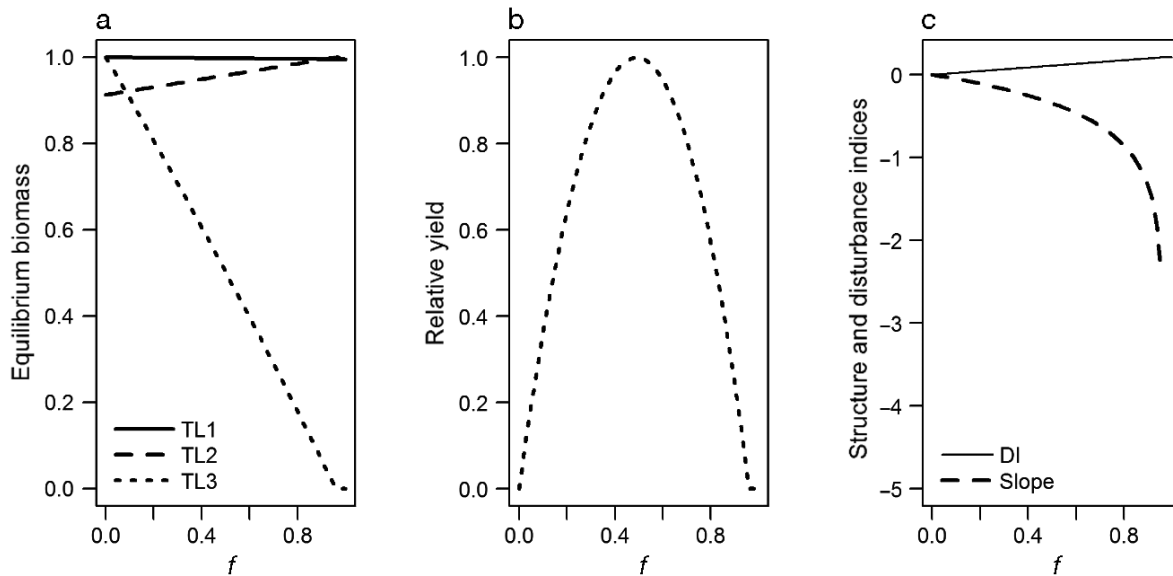 a
Equilibrium biomass
1.0
0.8
0.6
0.4
0.2
0.0
TL1
TL2
TL3
0.0 0.4 0.8
f
b
Relative yield
1.0
0.8
0.6
0.4
0.2
0.0
0.0 0.4 0.8
f
c
Structure and disturbance indices
0
−1
−2
−3
−4
−5
DI
Slope
0.0 0.4 0.8
f